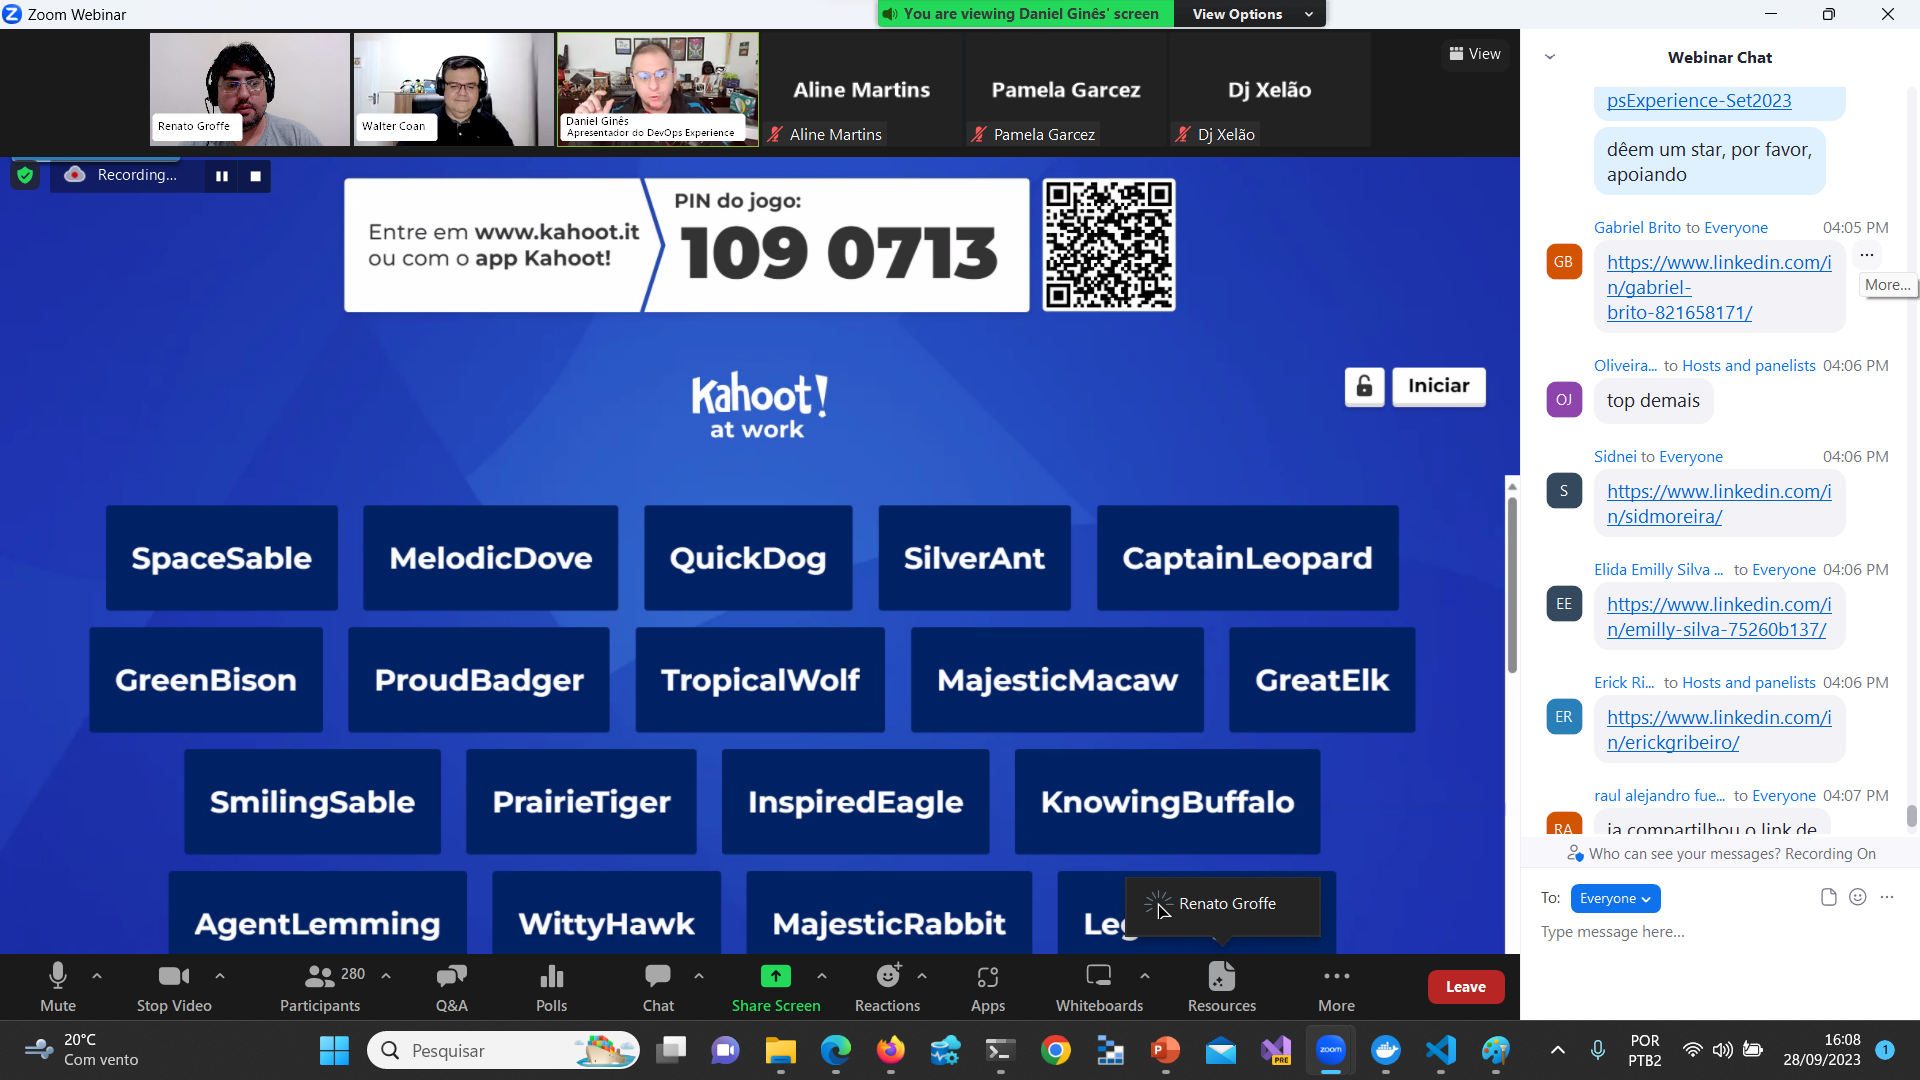 Zoom Webinar
You are viewing Daniel Ginês' screen
View Options
Renato Groffe
Walter Coan
Daniel Ginês
Apresentador do DevOps Experience
Aline Martins
Aline Martins
Pamela Garcez
Pamela Garcez
Dj Xelão
Dj Xelão
View
Recording...
Entre em www.kahoot.it
ou com o app Kahoot!
PIN do jogo:
109 0713
Kahoot!
at work
Iniciar
SpaceSable
MelodicDove
QuickDog
SilverAnt
CaptainLeopard
GreenBison
ProudBadger
TropicalWolf
MajesticMacaw
GreatElk
SmilingSable
PrairieTiger
InspiredEagle
KnowingBuffalo
AgentLemming
WittyHawk
MajesticRabbit
Renato Groffe
Webinar Chat
psExperience-Set2023
dêem um star, por favor,
apoiando
Gabriel Brito to Everyone 04:05 PM
GB
https://www.linkedin.com/i
n/gabriel-
brito-821658171/
More...
Oliveira... to Hosts and panelists 04:06 PM
OJ
top demais
Sidnei to Everyone 04:06 PM
S
https://www.linkedin.com/i
n/sidmoreira/
Elida Emilly Silva ... to Everyone 04:06 PM
EE
https://www.linkedin.com/i
n/emilly-silva-75260b137/
Erick Ri... to Hosts and panelists 04:06 PM
ER
https://www.linkedin.com/i
n/erickgribeiro/
raul alejandro fue... to Everyone 04:07 PM
RA
ja compartilhou o link de
Who can see your messages? Recording On
To: Everyone
Type message here...
Mute
Stop Video
280
Participants
Q&A
Polls
Chat
Share Screen
Reactions
Apps
Whiteboards
Resources
More
Leave
20°C
Com vento
Pesquisar
PRE
zoom
POR
PTB2
16:08
28/09/2023
1